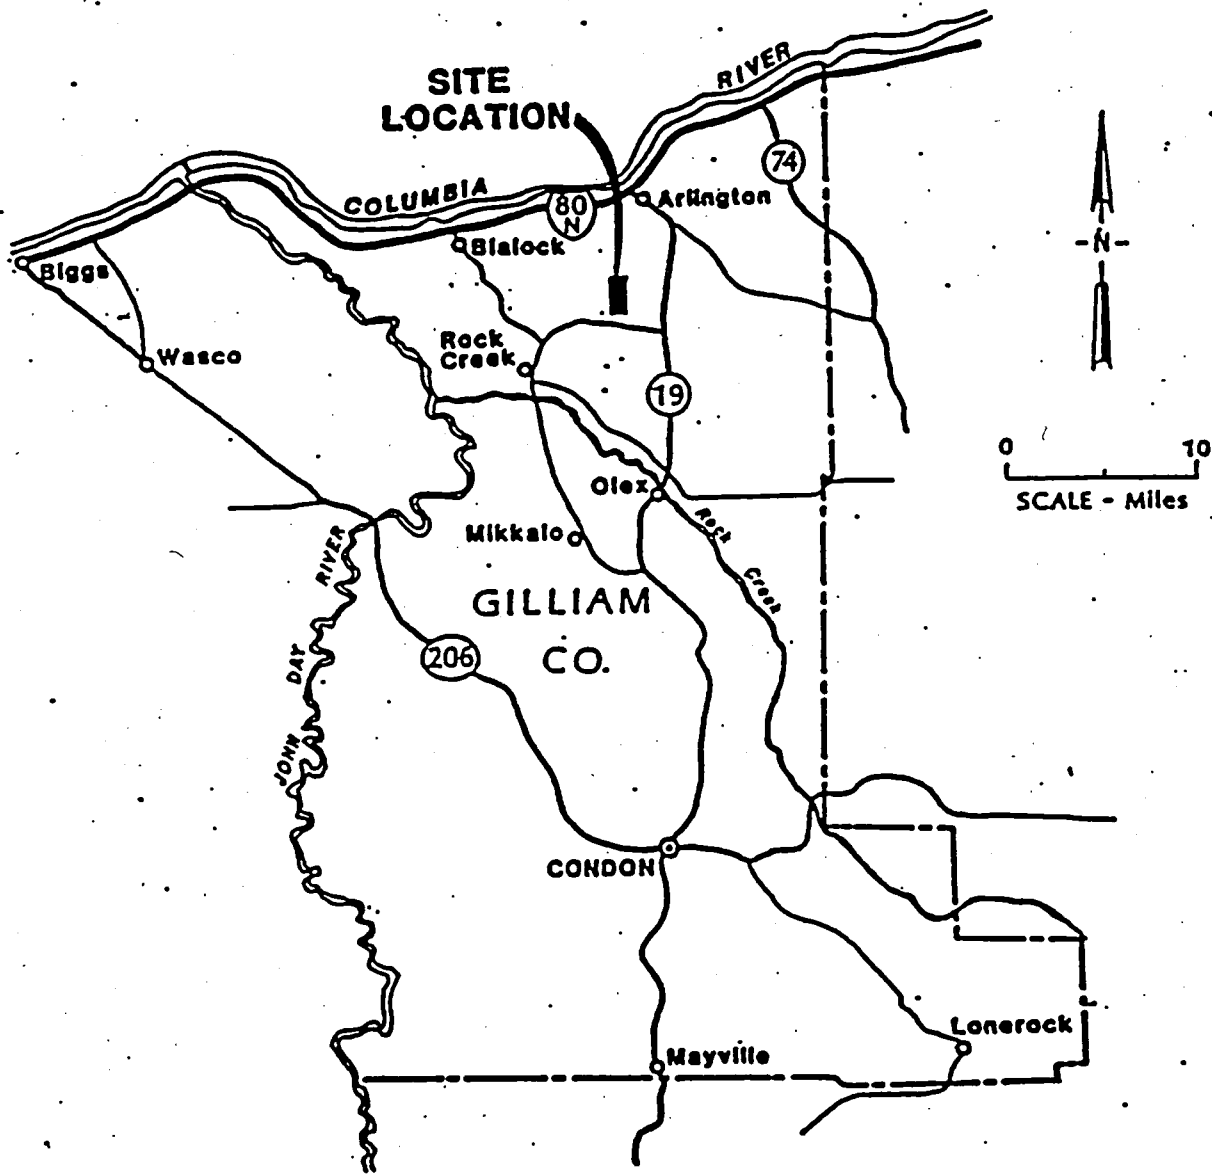 RIVER
SITE
LOCATION
74
COLUMBIA
80
N
Arlington
Blalock
Biggs
N
Rock
Creek
Wasco
19
0 10
SCALE - Miles
Olex
Rock
Mikkalo
RIVER
Creek
GILLIAM
CO.
206
DAY
JOHN
CONDON
Lonerock
Mayville